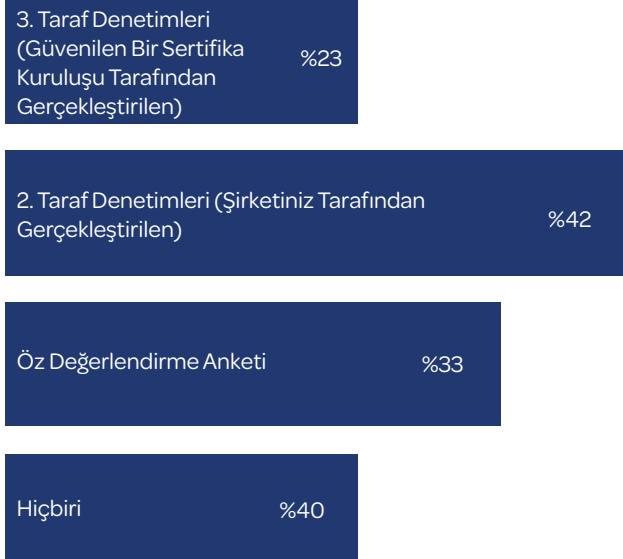 3. Taraf Denetimleri
(Güvenilen Bir Sertifika
Kuruluşu Tarafından
Gerçekleştirilen)
%23
2. Taraf Denetimleri (Şirketiniz Tarafından
Gerçekleştirilen)
%42
Öz Değerlendirme Anketi
%33
Hiçbiri
%40